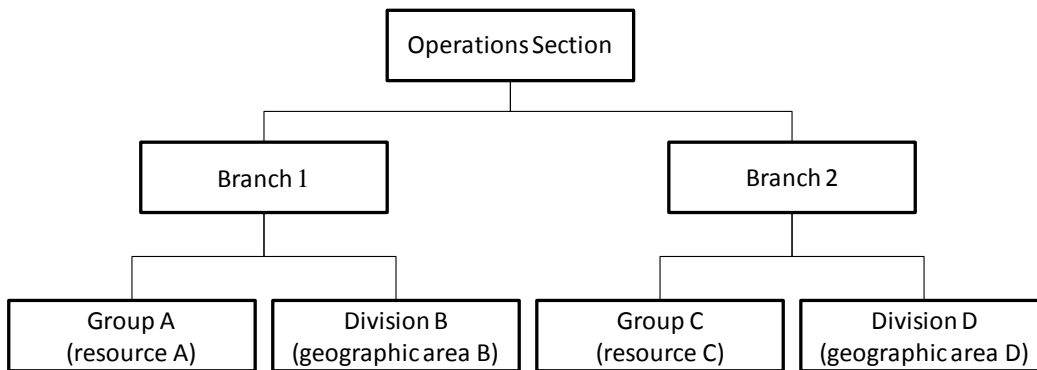 Operations Section
Branch 1
Branch 2
Group A
(resource A)
Division B
(geographic area B)
Group C
(resource C)
Division D
(geographic area D)